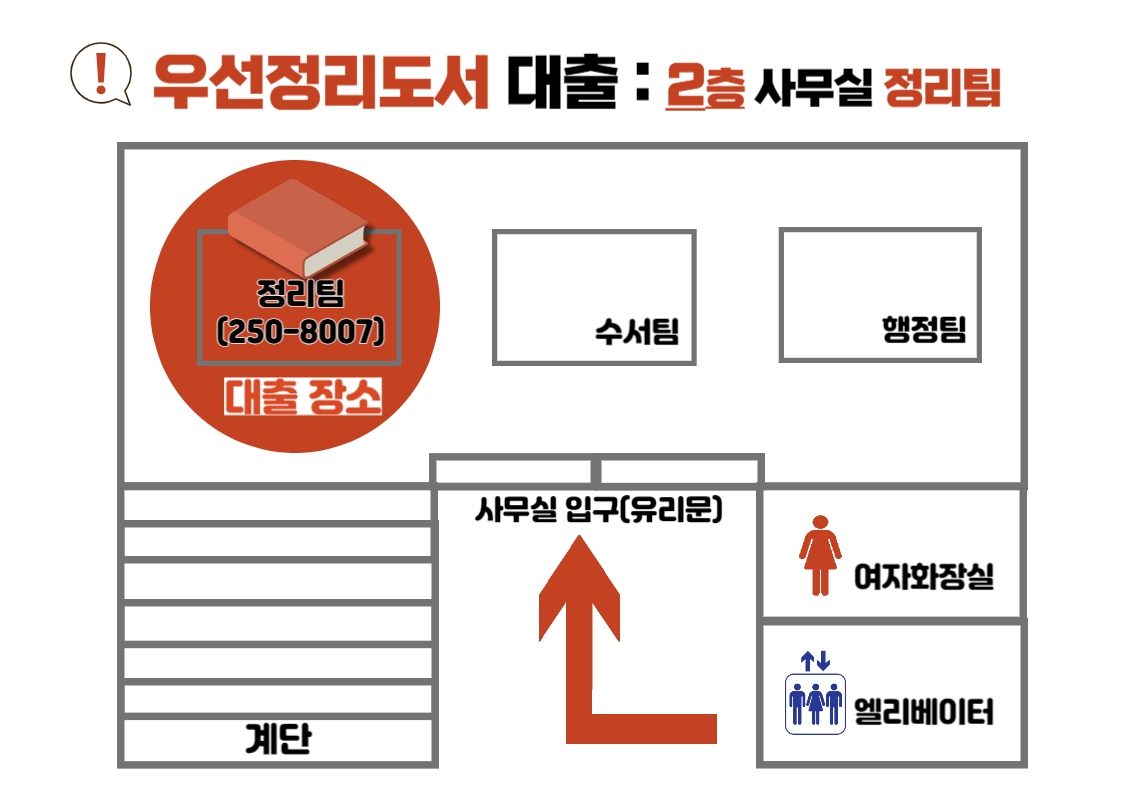 ! 우선정리도서 대출 : 2층 사무실 정리팀
정리팀
(250-8007)
대출 장소
수서팀
행정팀
사무실 입구(유리문)
여자화장실
엘리베이터
계단